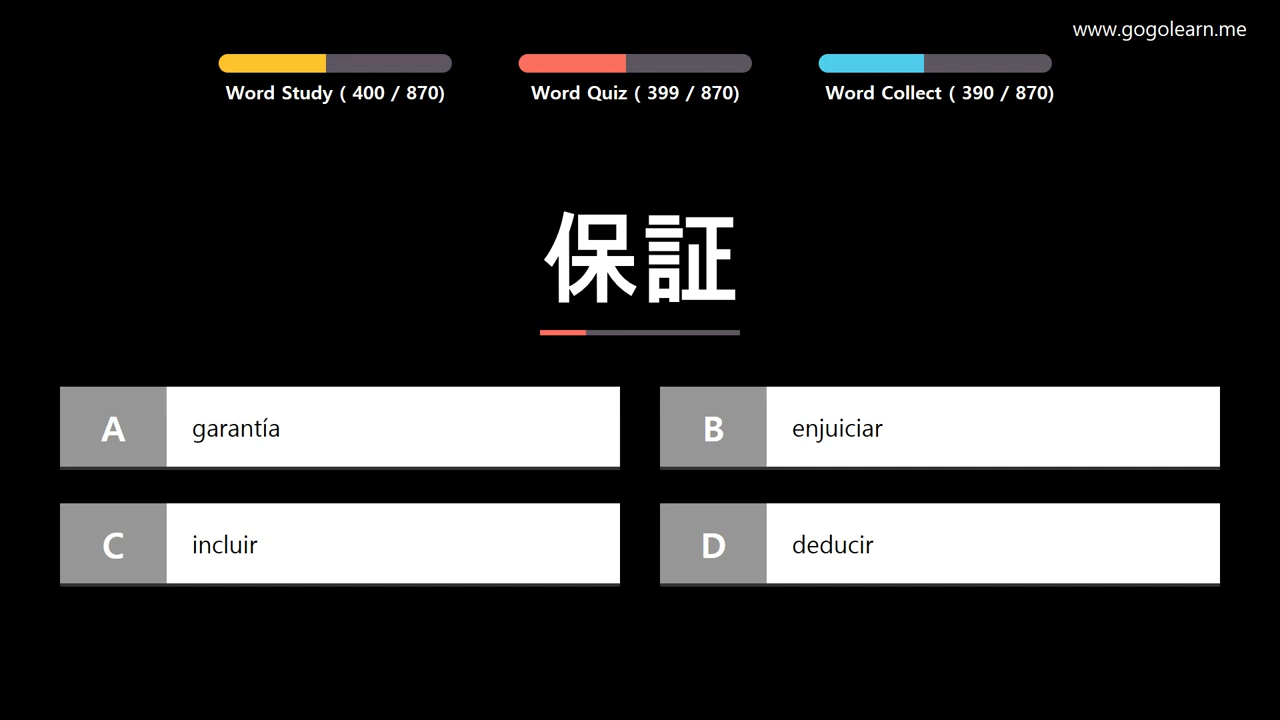 www.gogolearn.me
Word Study ( 400 / 870)
Word Quiz ( 399 / 870)
Word Collect ( 390 / 870)
保証
A garantía
B enjuiciar
C incluir
D deducir